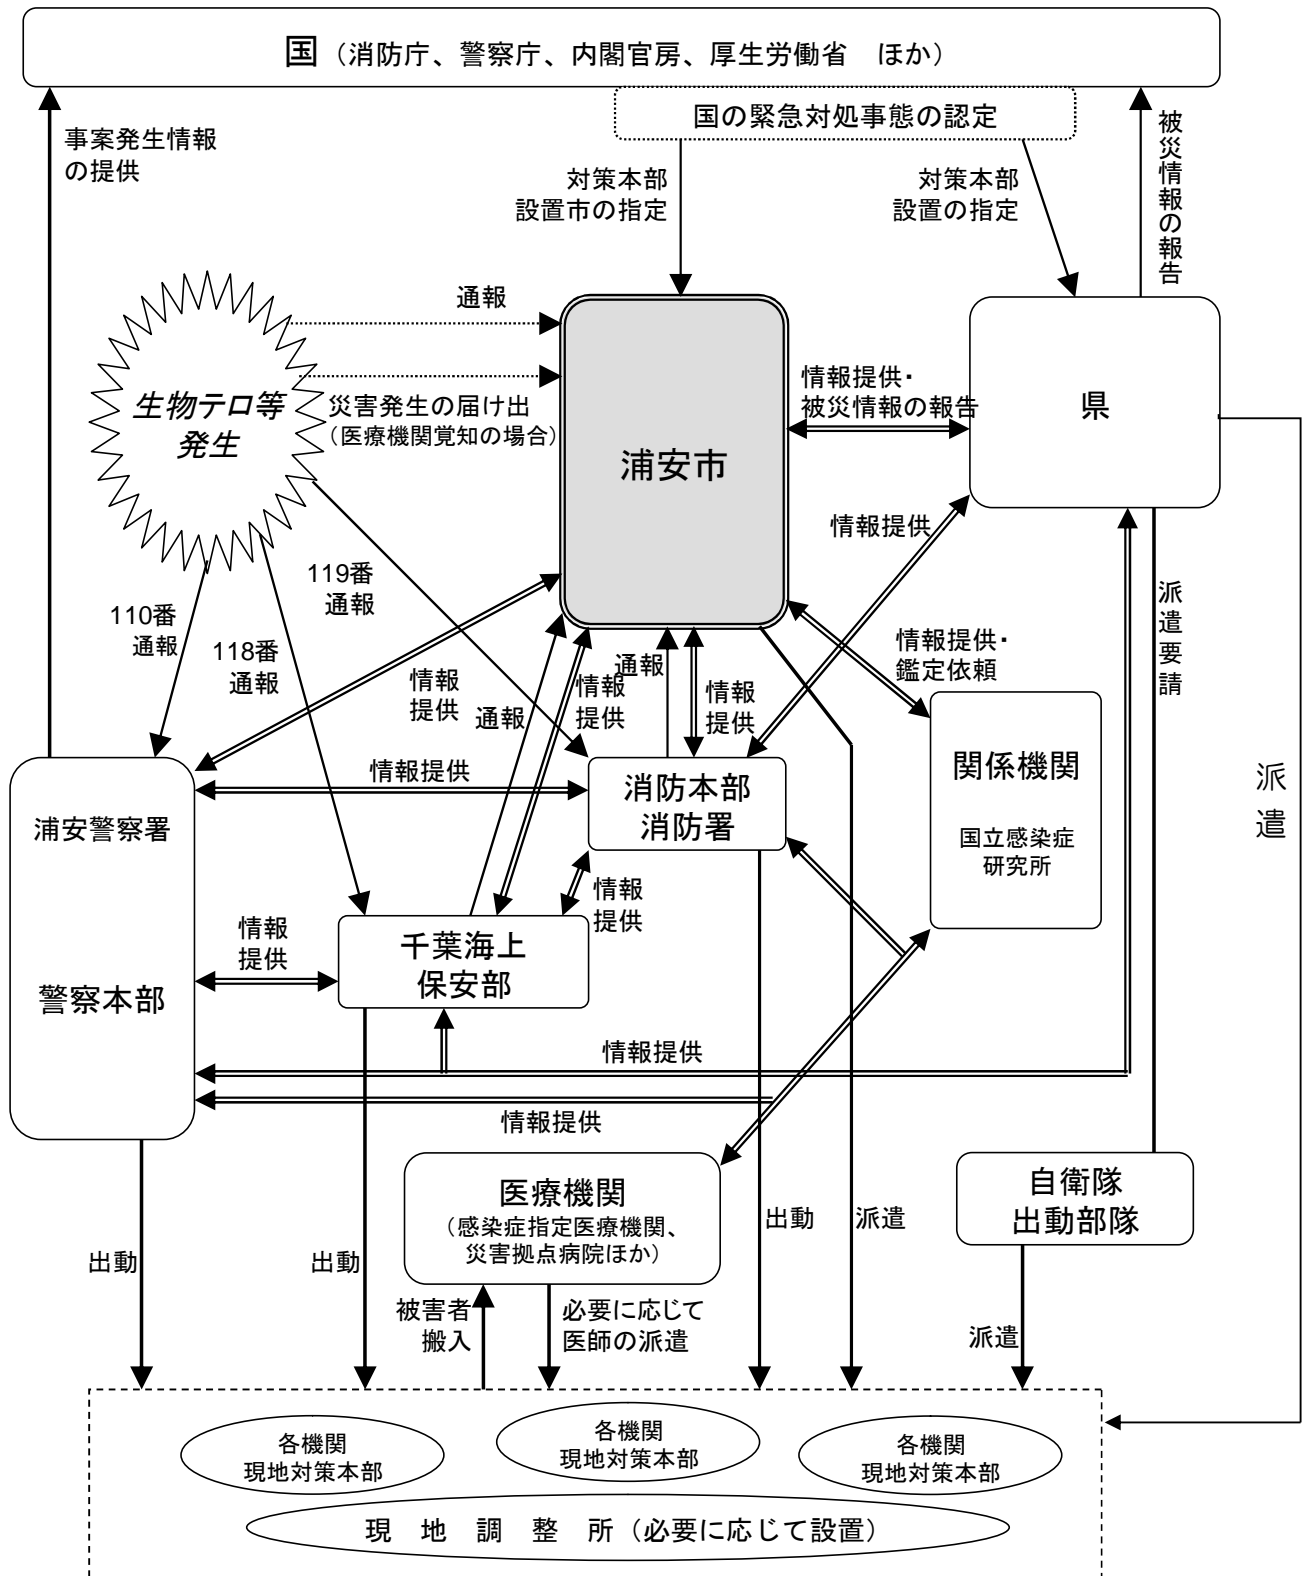 国（消防庁、警察庁、内閣官房、厚生労働省　ほか）
国の緊急対処事態の認定
事案発生情報
の提供
被災情報の報告
対策本部
設置市の指定
対策本部
設置の指定
通報
生物テロ等
発生
災害発生の届け出
（医療機関覚知の場合）
浦安市
情報提供・
被災情報の報告
県
情報提供
119番
通報
110番
通報
118番
通報
情報
提供
通報
情報
提供
通報
情報
提供
情報提供・
鑑定依頼
派遣要請
情報提供
消防本部
消防署
関係機関
国立感染症
研究所
派遣
浦安警察署
警察本部
情報
提供
情報
提供
千葉海上
保安部
情報提供
情報提供
医療機関
（感染症指定医療機関、
災害拠点病院ほか）
自衛隊
出動部隊
出動
出動
出動
派遣
被害者
搬入
必要に応じて
医師の派遣
派遣
各機関
現地対策本部
各機関
現地対策本部
各機関
現地対策本部
現　地　調　整　所（必要に応じて設置）